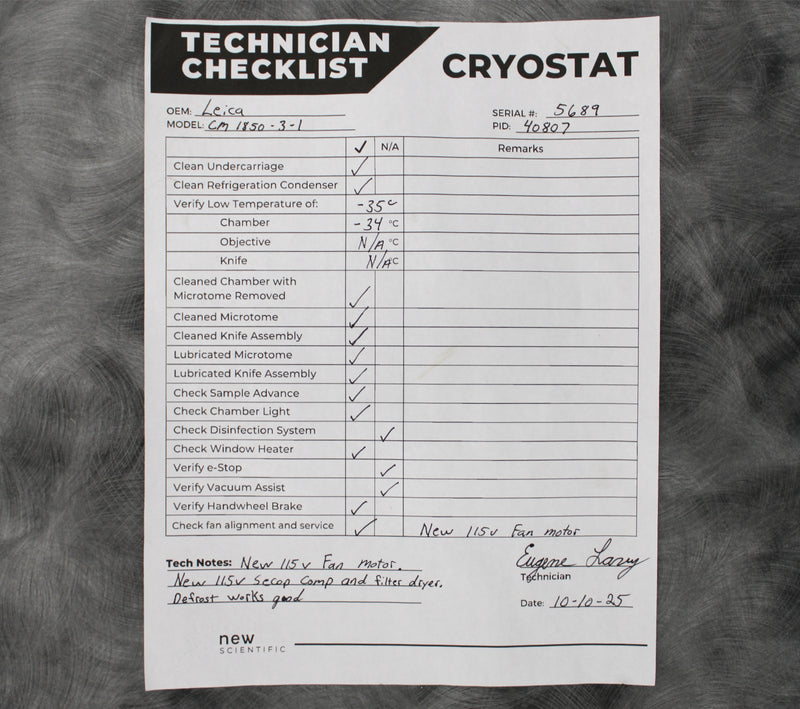 TECHNICIAN
CHECKLIST
CRYOSTAT
OEM: Leica
MODEL: CM 1850-3-1
SERIAL #: 5689
PID: 40807
✓ N/A Remarks
Clean Undercarriage ✓
Clean Refrigeration Condenser ✓
Verify Low Temperature of: -35c
Chamber -34 °C
Objective N/A °C
Knife N/A °C
Cleaned Chamber with
Microtome Removed ✓
Cleaned Microtome ✓
Cleaned Knife Assembly ✓
Lubricated Microtome ✓
Lubricated Knife Assembly ✓
Check Sample Advance ✓
Check Chamber Light ✓
Check Disinfection System ✓
Check Window Heater ✓
Verify e-Stop ✓
Verify Vacuum Assist ✓
Verify Handwheel Brake ✓
Check fan alignment and service ✓ New 115v Fan motor
Tech Notes: New 115v Fan motor.
New 115v Secop Comp and filter dryer.
Defrost works good
Eugene
Technician
Date: 10-10-25
new
SCIENTIFIC